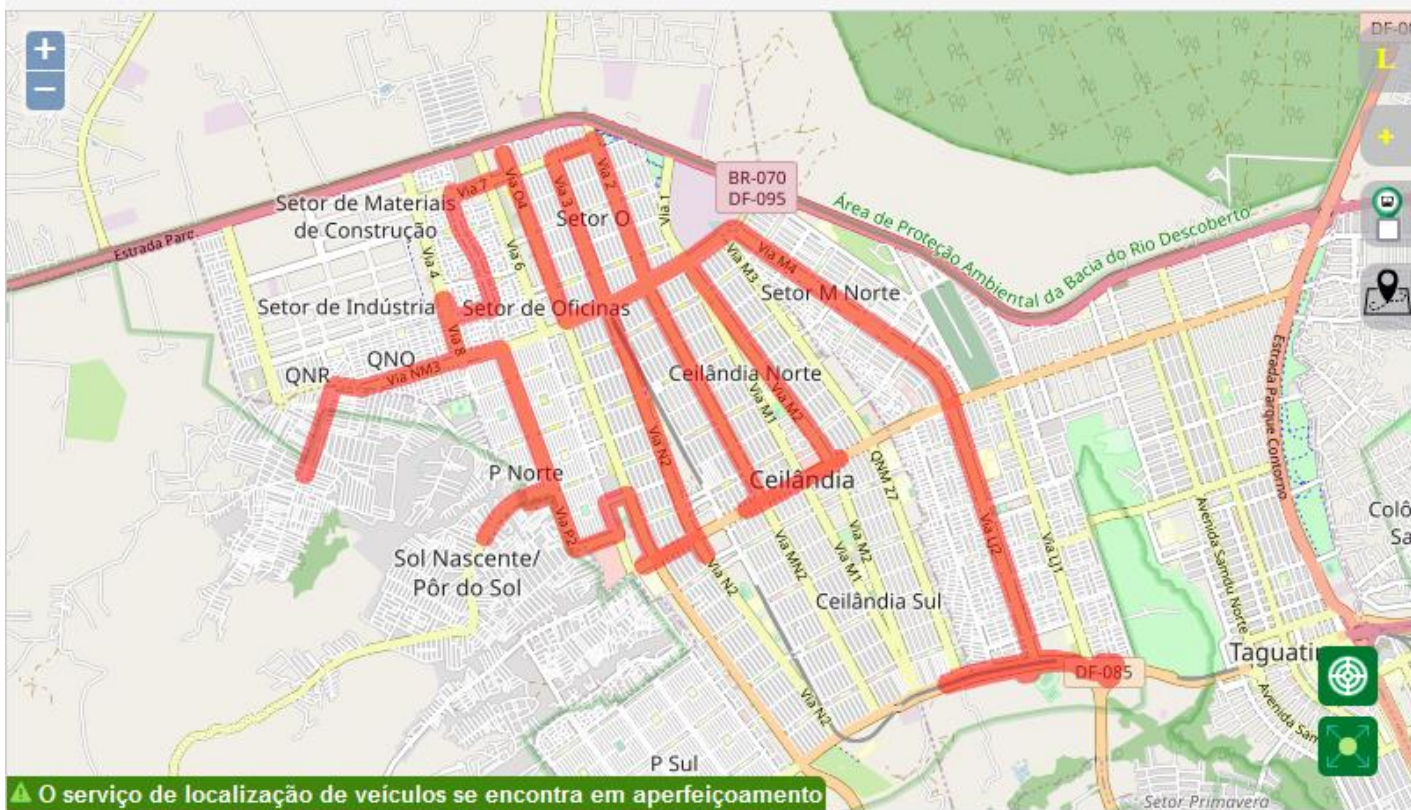 +
−
DF-0
L
+
BR-070
DF-095
Área de Proteção Ambiental da Bacia do Rio Descoberto
Estrada Parc
Setor de Materiais
de Construção
Via 7
Via O4
Via 3
Via 2
Via 1
Setor O
Via 4
Via 6
Setor de Indústria
Setor de Oficinas
Via 8
Via M3
Via M4
Setor M Norte
QNQ
QNR
Via NM3
Ceilândia Norte
Via M1
Via M2
Estrada Parque Contorno
Via N2
P Norte
Ceilândia
QNM 27
Via P2
Sol Nascente/
Pôr do Sol
Via N2
Via MN2
Via M1
Via M2
Ceilândia Sul
Via LJ2
Via LJ1
Avenida Samdu Norte
Colô
Sa
Taguati
DF-085
Avenida Sam
Via N2
P Sul
Setor Primavera
O serviço de localização de veículos se encontra em aperfeiçoamento